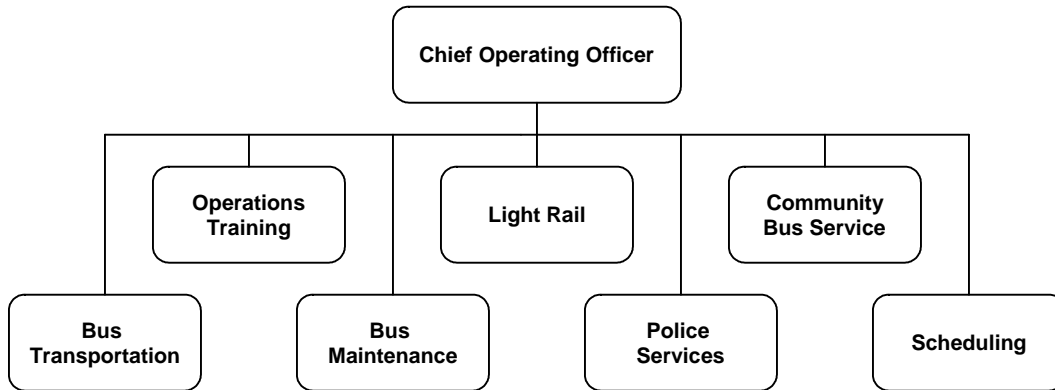 Chief Operating Officer
Operations
Training
Light Rail
Community
Bus Service
Bus
Transportation
Bus
Maintenance
Police
Services
Scheduling